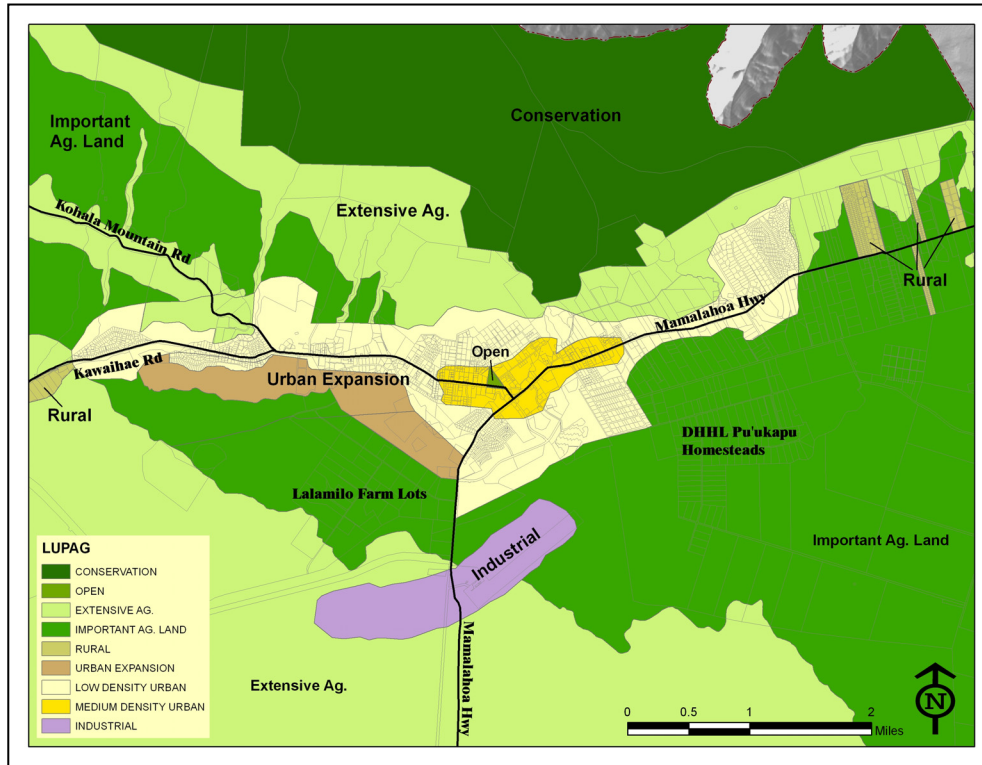 Conservation
Important
Ag. Land
Extensive Ag.
Kohala Mountain Rd
Rural
Mamalahoa Hwy
Open
Kawaihae Rd
Urban Expansion
Rural
DHHL Pu'ukapu
Homesteads
Lalamilo Farm Lots
Important Ag. Land
Industrial
LUPAG
CONSERVATION
OPEN
EXTENSIVE AG.
IMPORTANT AG. LAND
RURAL
URBAN EXPANSION
LOW DENSITY URBAN
MEDIUM DENSITY URBAN
INDUSTRIAL
Extensive Ag.
Mamalahoa Hwy
0 0.5 1 2
Miles
N